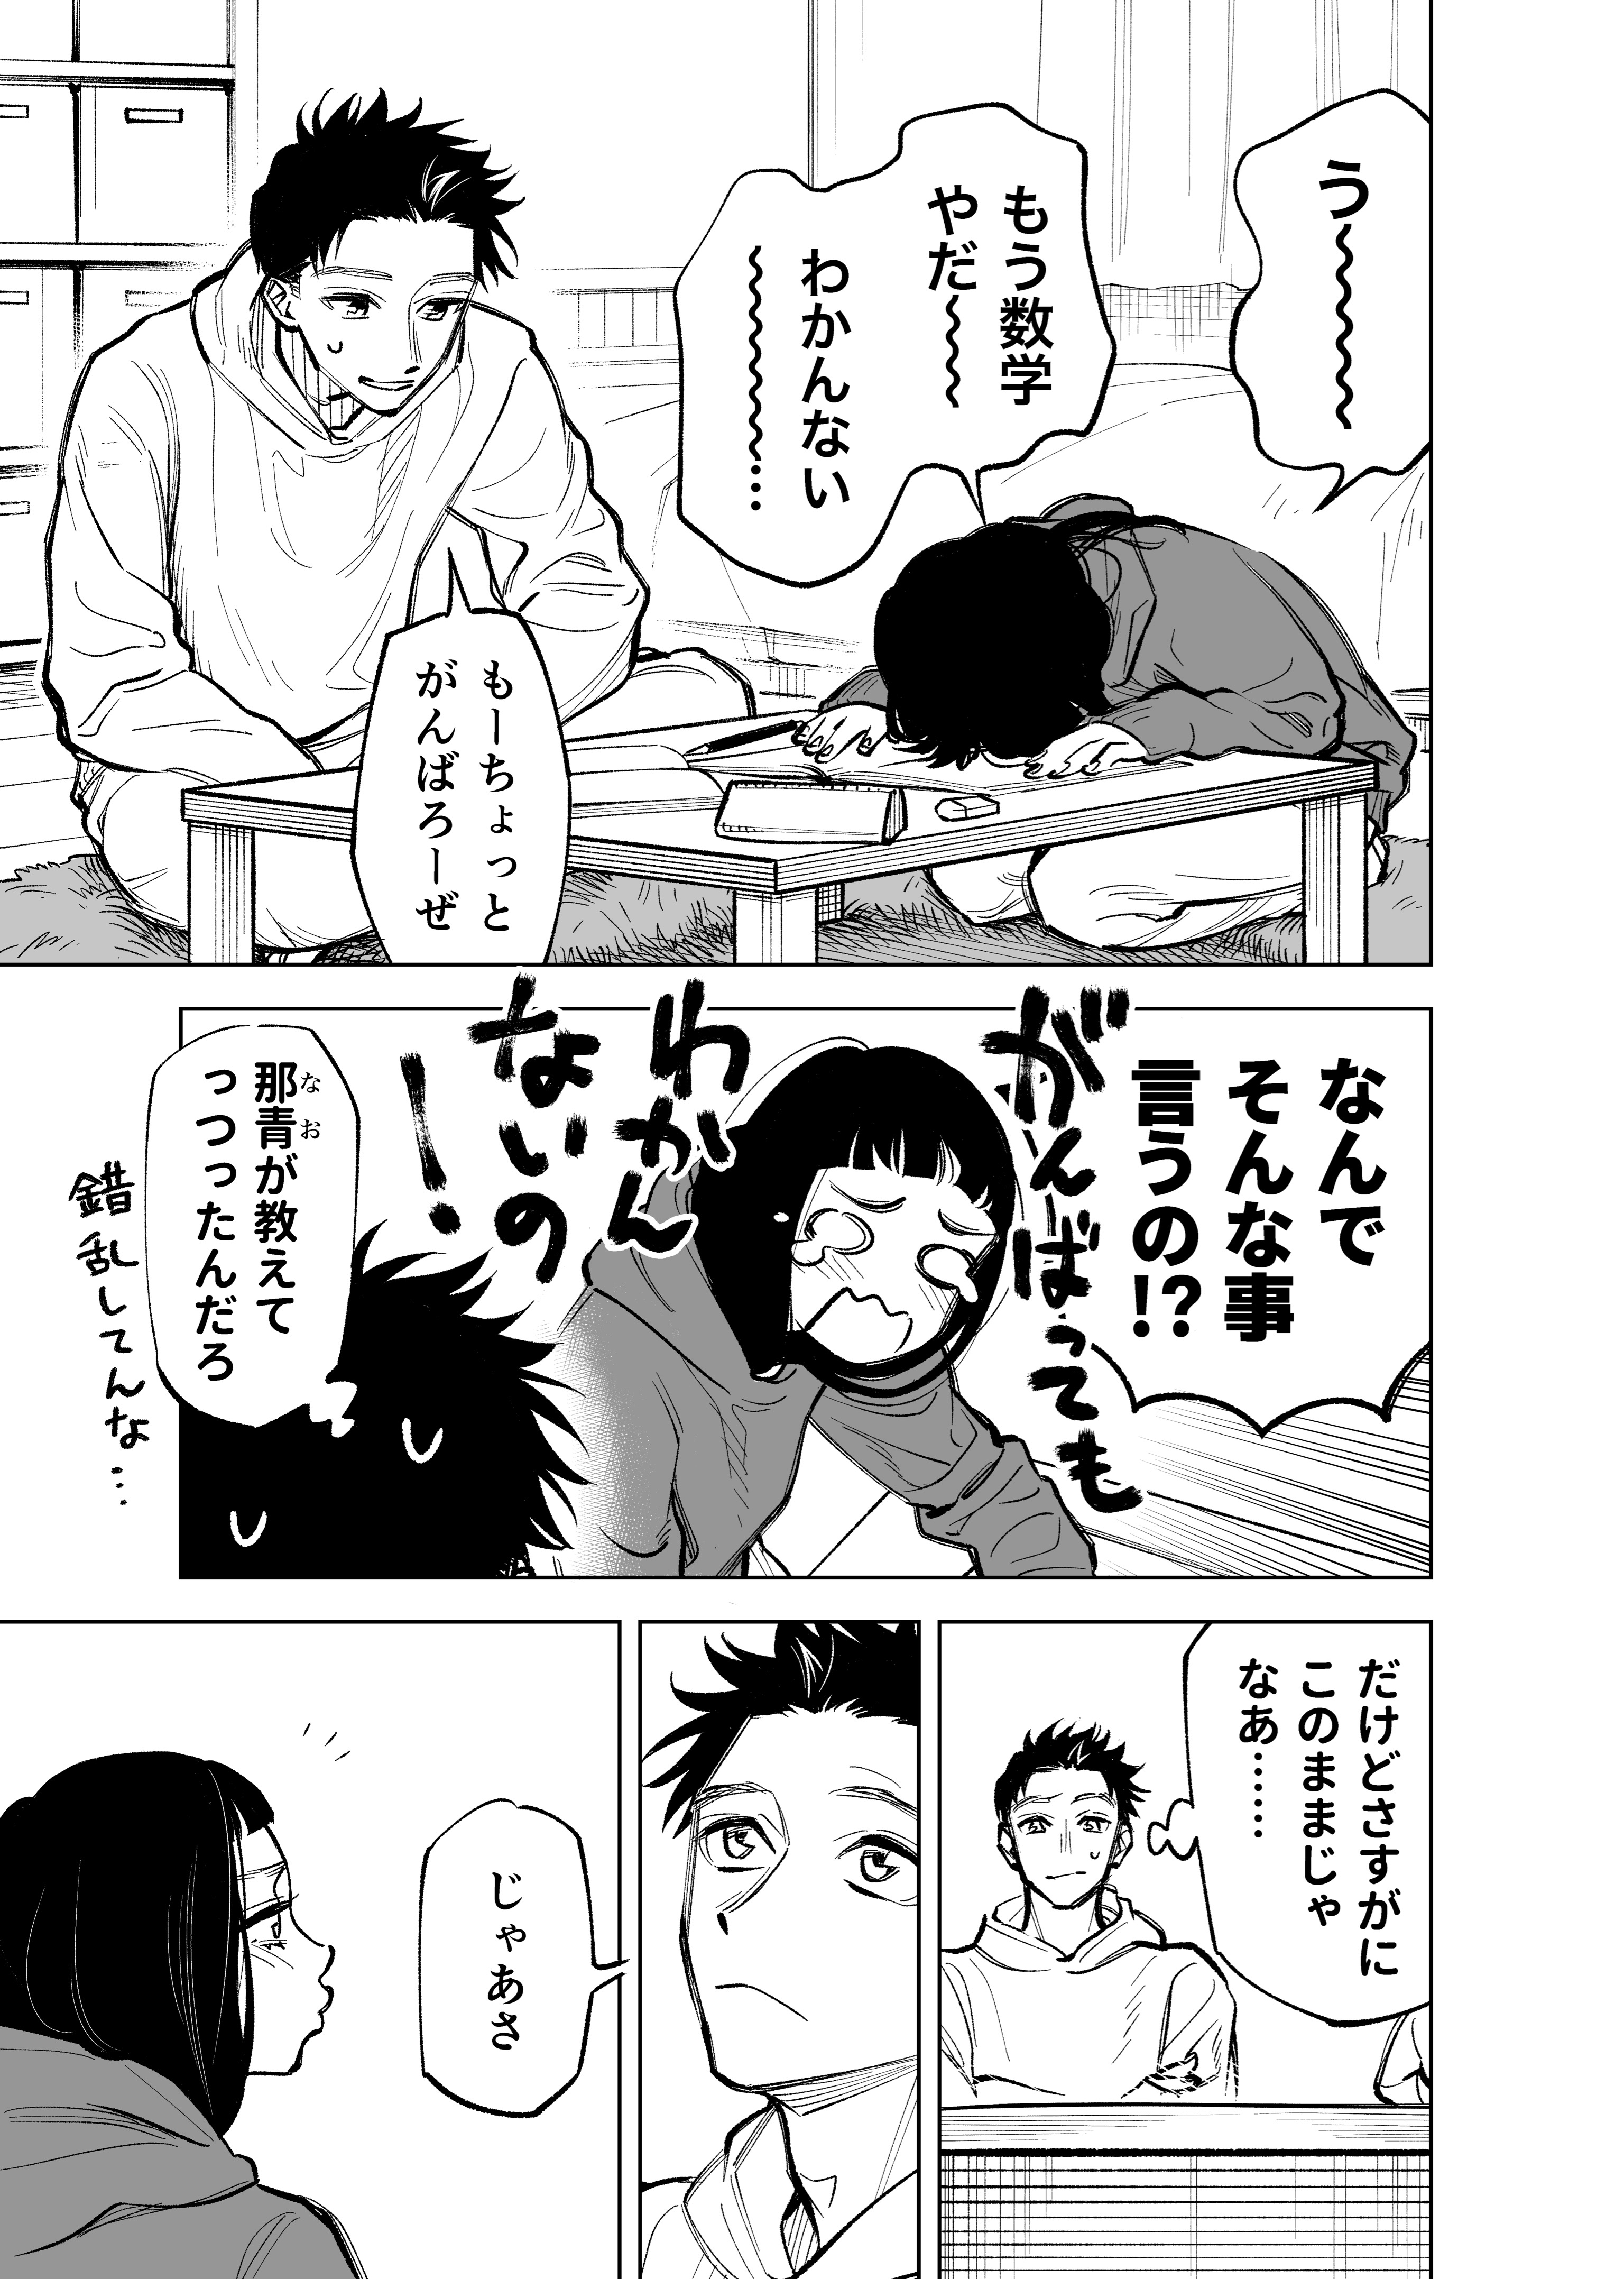 う〜〜〜
もう数学
やだ〜〜
わかんない
〜〜〜〜…
もーちょっと
がんばろーぜ
なんで
そんな事
言うの!?
がんばっても
わかん
ないの
!
那青が教えて
なお
っつったんだろ
錯乱してんな…
だけどさすがに
このままじゃ
なあ……
じゃあさ